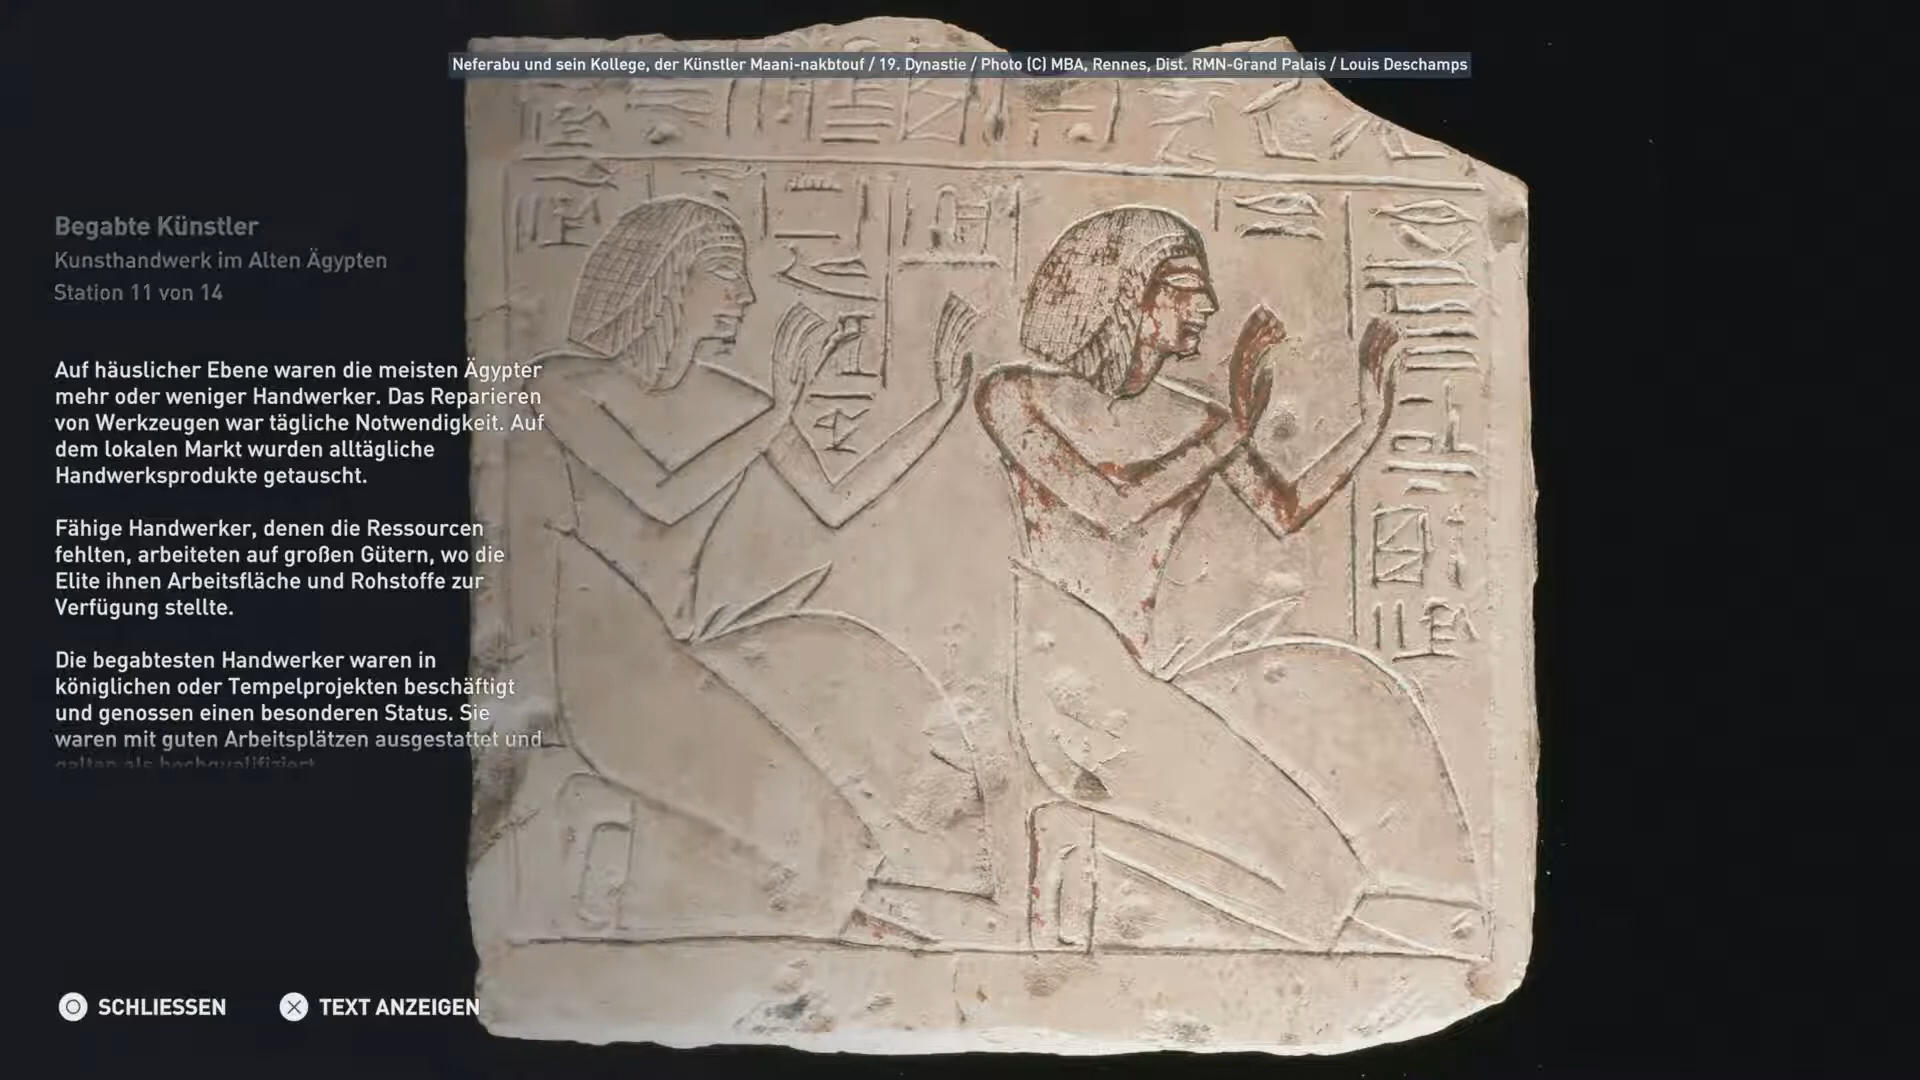 Neferabu und sein Kollege, der Künstler Maani-nakbtouf / 19. Dynastie / Photo (C) MBA, Rennes, Dist. RMN-Grand Palais / Louis Deschamps
Begabte Künstler
Kunsthandwerk im Alten Ägypten
Station 11 von 14
Auf häuslicher Ebene waren die meisten Ägypter
mehr oder weniger Handwerker. Das Reparieren
von Werkzeugen war tägliche Notwendigkeit. Auf
dem lokalen Markt wurden alltägliche
Handwerksprodukte getauscht.
Fähige Handwerker, denen die Ressourcen
fehlten, arbeiteten auf großen Gütern, wo die
Elite ihnen Arbeitsfläche und Rohstoffe zur
Verfügung stellte.
Die begabtesten Handwerker waren in
königlichen oder Tempelprojekten beschäftigt
und genossen einen besonderen Status. Sie
waren mit guten Arbeitsplätzen ausgestattet und
galten als hochqualifiziert.
SCHLIESSEN
TEXT ANZEIGEN